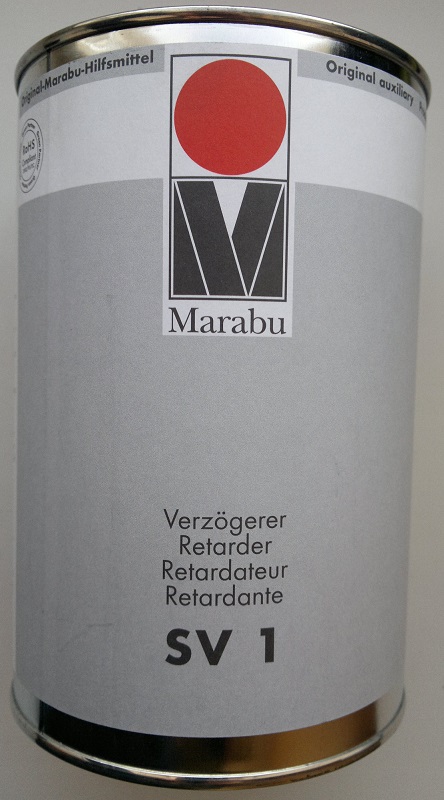 Original-Marabu-Hilfsmittel
Original auxiliary
RoHS
Marabu
Verzögerer
Retarder
Retardateur
Retardante
SV 1